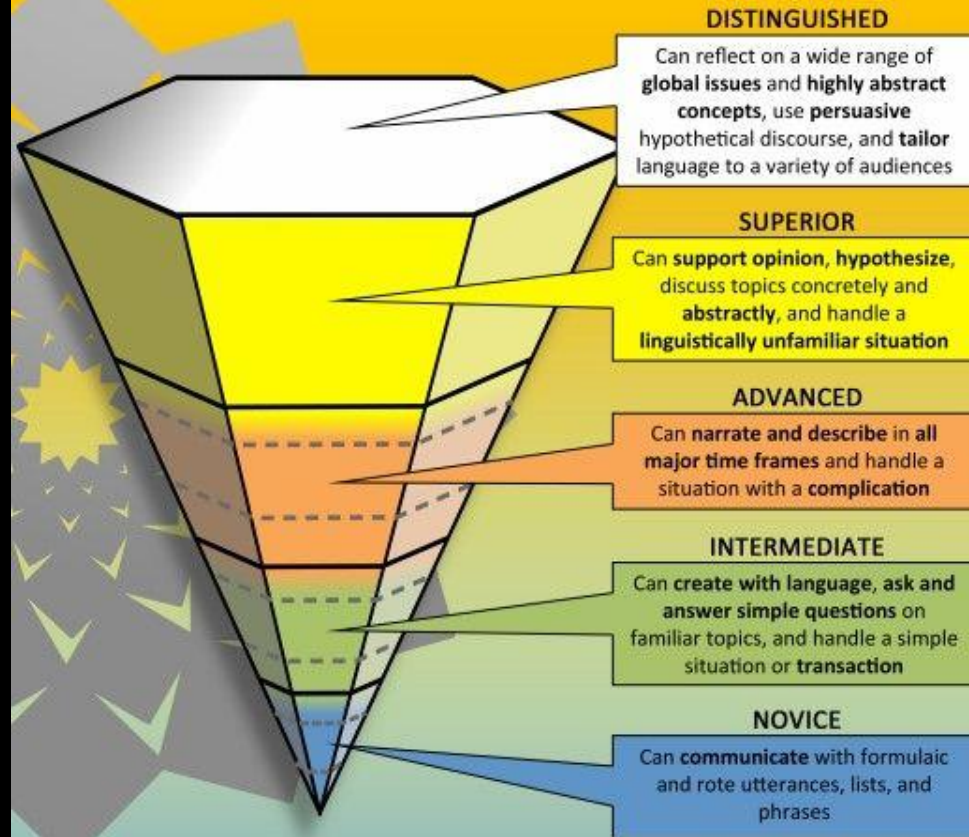 DISTINGUISHED
Can reflect on a wide range of
global issues and highly abstract
concepts, use persuasive
hypothetical discourse, and tailor
language to a variety of audiences
SUPERIOR
Can support opinion, hypothesize,
discuss topics concretely and
abstractly, and handle a
linguistically unfamiliar situation
ADVANCED
Can narrate and describe in all
major time frames and handle a
situation with a complication
INTERMEDIATE
Can create with language, ask and
answer simple questions on
familiar topics, and handle a simple
situation or transaction
NOVICE
Can communicate with formulaic
and rote utterances, lists, and
phrases